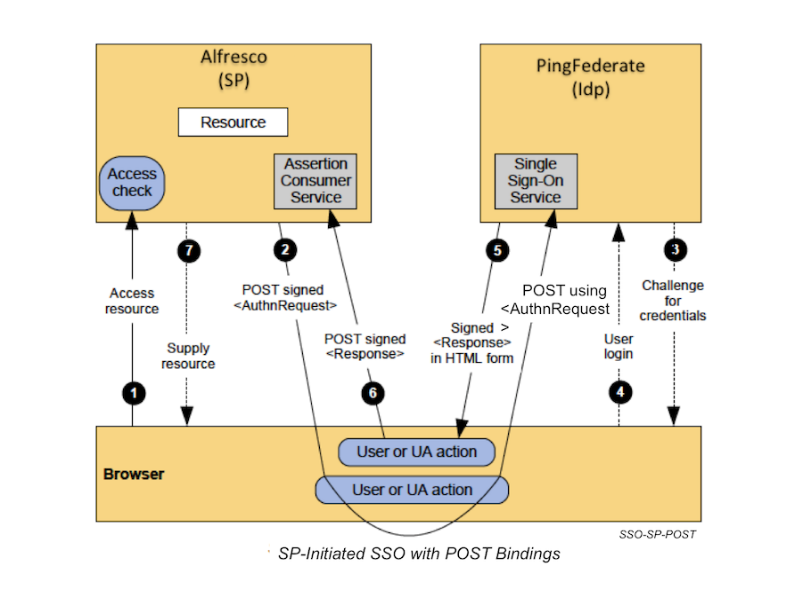 Alfresco
(SP)
PingFederate
(Idp)
Resource
Access
check
Assertion
Consumer
Service
Single
Sign-On
Service
7
2
5
3
Access
resource
Supply
resource
POST signed
<AuthnRequest>
POST signed
<Response>
Signed >
<Response>
in HTML form
POST using
<AuthnRequest
Challenge
for
credentials
User
login
1
6
4
Browser
User or UA action
User or UA action
SSO-SP-POST
SP-Initiated SSO with POST Bindings